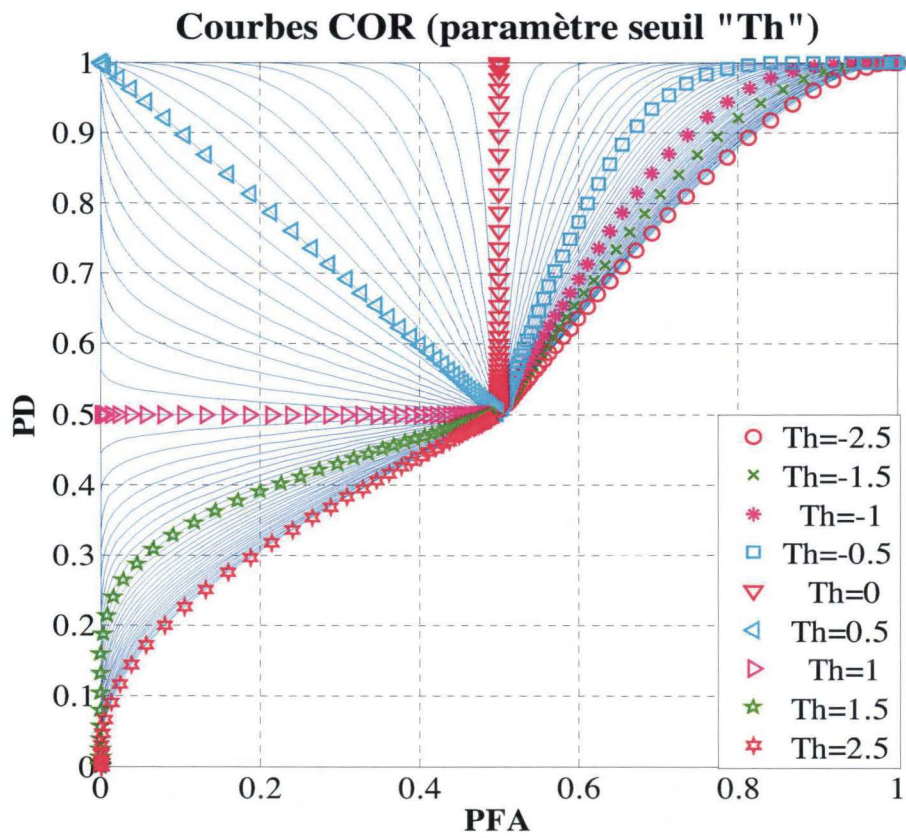 Courbes COR (paramètre seuil "Th")
1
0.9
0.8
0.7
0.6
0.5
0.4
0.3
0.2
0.1
0
PD
0
0.2
0.4
0.6
0.8
1
PFA
Th=-2.5
Th=-1.5
Th=-1
Th=-0.5
Th=0
Th=0.5
Th=1
Th=1.5
Th=2.5